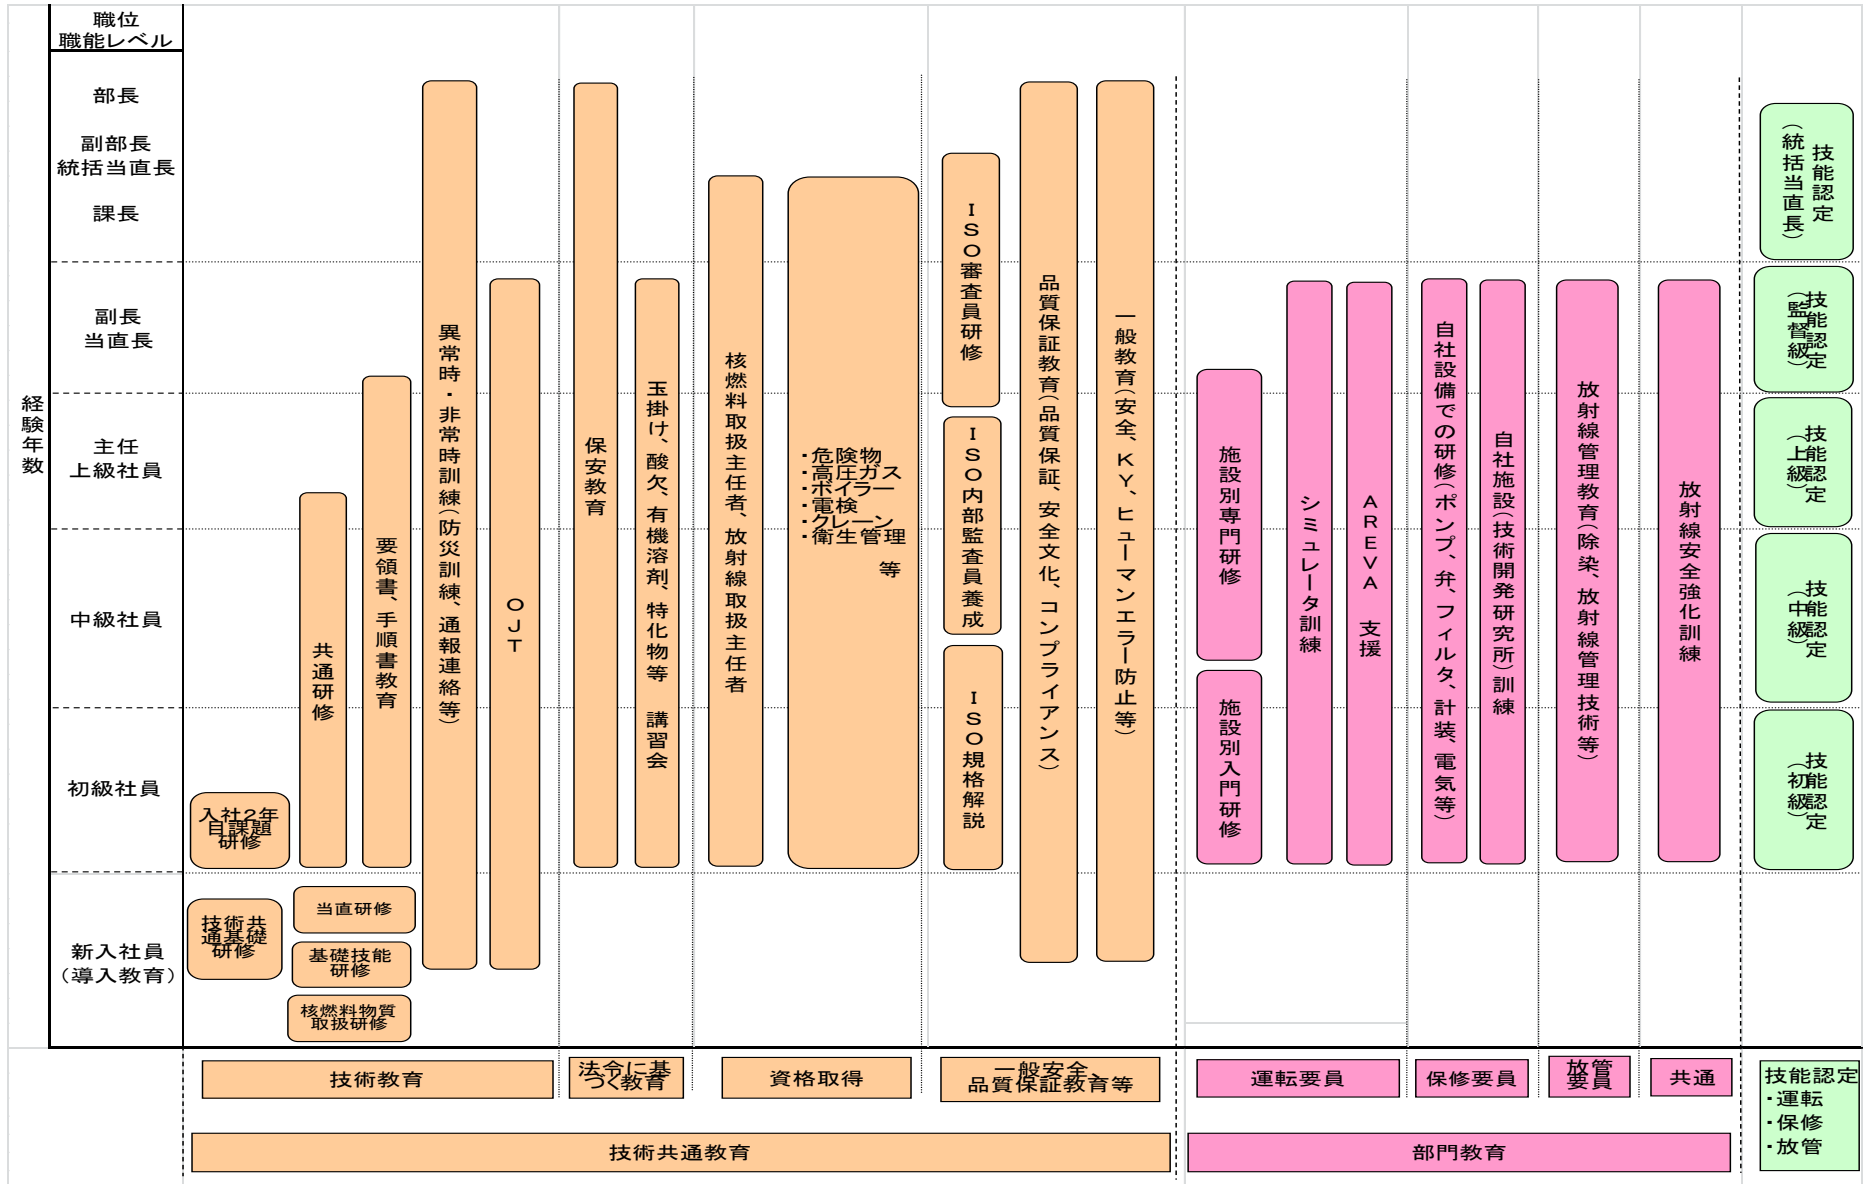 職位
職能レベル
経験年数
部長
副部長
統括当直長
課長
副長
当直長
主任
上級社員
中級社員
初級社員
新入社員
（導入教育）
入社2年
目課題
研修
技術共
通基礎
研修
共通研修
当直研修
基礎技能
研修
核燃料物質
取扱研修
要領書、手順書教育
異常時・非常時訓練（防災訓練、通報連絡等）
OJT
保安教育
玉掛け、酸欠、有機溶剤、特化物等　講習会
核燃料取扱主任者、放射線取扱主任者
・危険物
・高圧ガス
・ボイラー
・電検
・クレーン
・衛生管理
等
ISO審査員研修
ISO内部監査員養成
ISO規格解説
品質保証教育（品質保証、安全文化、コンプライアンス）
一般教育（安全、KY、ヒューマンエラー防止等）
施設別専門研修
施設別入門研修
シミュレータ訓練
AREVA　支援
自社設備での研修（ポンプ、弁、フィルタ、計装、電気等）
自社施設（技術開発研究所）訓練
放射線管理教育（除染、放射線管理技術等）
放射線安全強化訓練
技能認定
（統括当直長）
技能認定
（監督級）
技能認定
（上級）
技能認定
（中級）
技能認定
（初級）
技術教育
法令に基
づく教育
資格取得
一般安全、
品質保証教育等
運転要員
保修要員
放管
要員
共通
技能認定
・運転
・保修
・放管
技術共通教育
部門教育